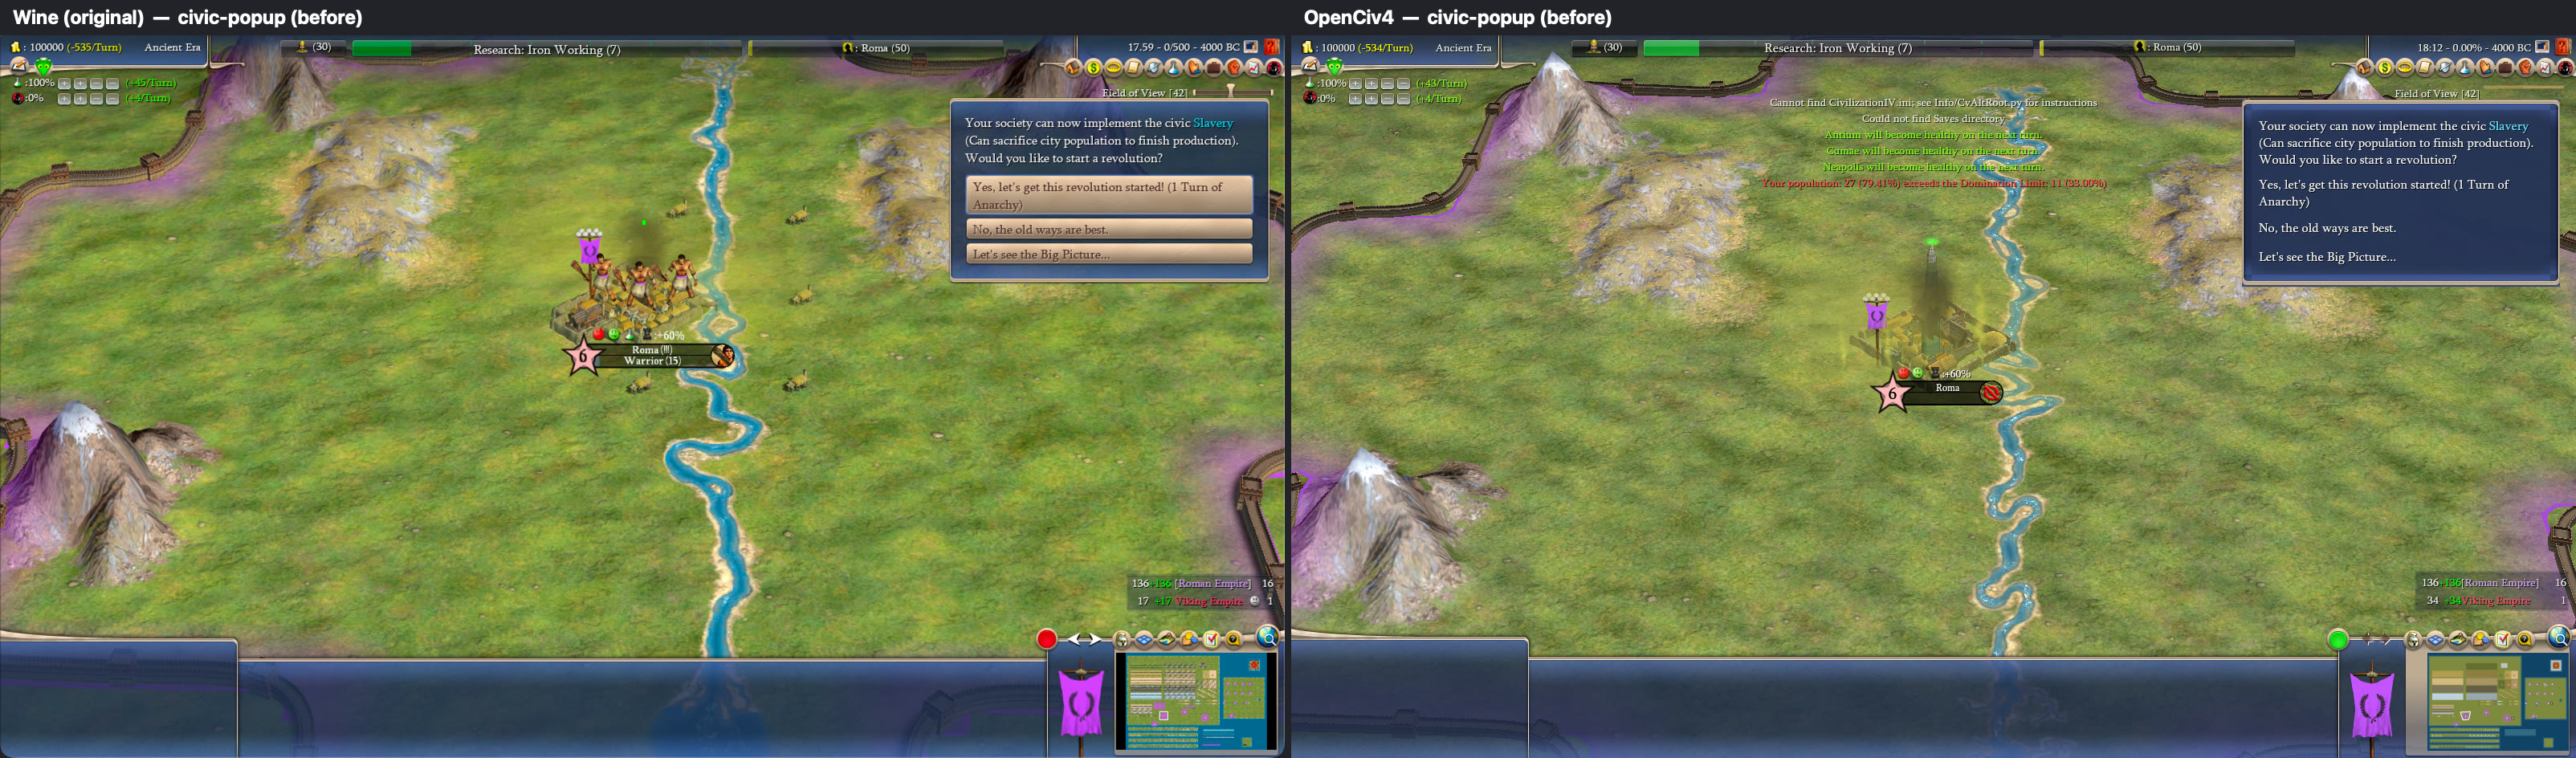 Wine (original) — civic-popup (before)
: 100000 (-535/Turn)
Ancient Era
(30)
Research: Iron Working (7)
: Roma (50)
17.59 - 0/500 - 4000 BC
:100%
(+45/Turn)
:0%
(+4/Turn)
Field of View [42]
Your society can now implement the civic Slavery
(Can sacrifice city population to finish production).
Would you like to start a revolution?
Yes, let's get this revolution started! (1 Turn of
Anarchy)
No, the old ways are best.
Let's see the Big Picture...
:+60%
6
Roma (!!!)
Warrior (15)
136 +136 [Roman Empire] 16
17 +17 Viking Empire 1
OpenCiv4 — civic-popup (before)
: 100000 (-534/Turn)
Ancient Era
(30)
Research: Iron Working (7)
: Roma (50)
18:12 - 0.00% - 4000 BC
:100%
(+43/Turn)
:0%
(+4/Turn)
Field of View [42]
Cannot find CivilizationIV.ini; see Info/CvAltRoot.py for instructions
Could not find Saves directory
Antium will become healthy on the next turn.
Cumae will become healthy on the next turn.
Neapolis will become healthy on the next turn.
Your population: 27 (79.41%) exceeds the Domination Limit: 11 (33.00%)
Your society can now implement the civic Slavery
(Can sacrifice city population to finish production).
Would you like to start a revolution?
Yes, let's get this revolution started! (1 Turn of
Anarchy)
No, the old ways are best.
Let's see the Big Picture...
:+60%
6
Roma
136 +136 [Roman Empire] 16
34 +34 Viking Empire 1